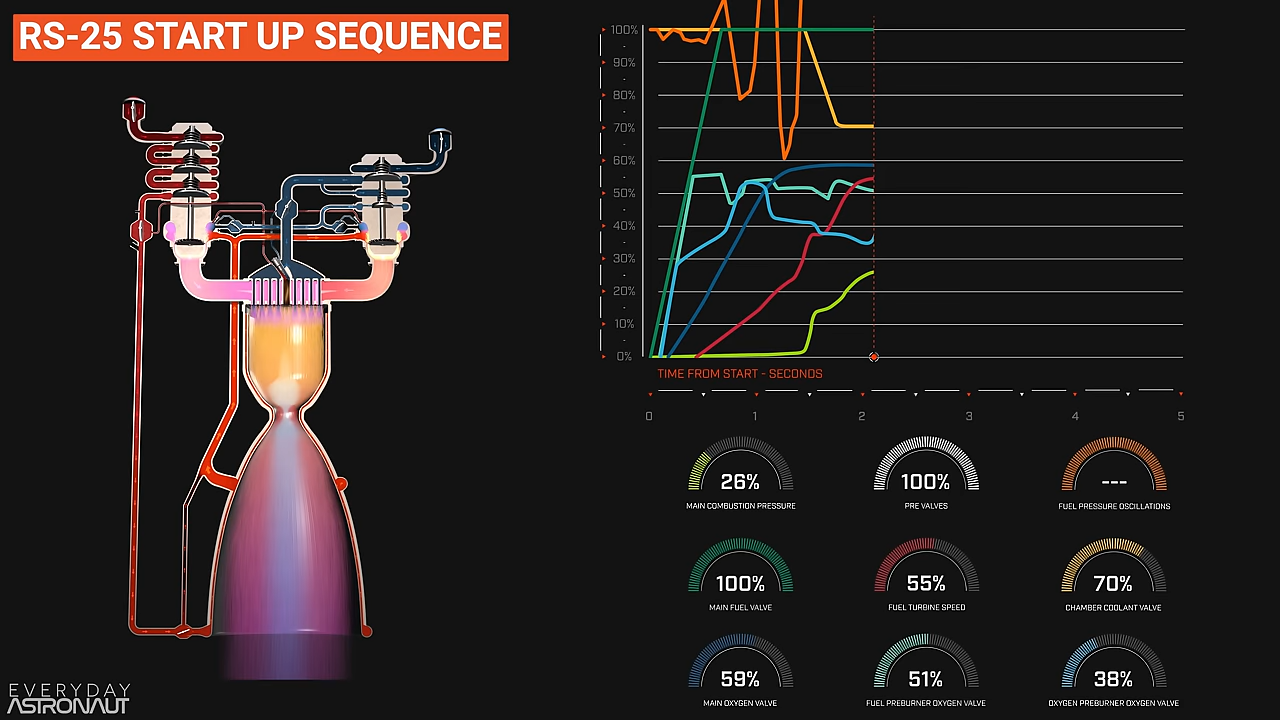 RS-25 START UP SEQUENCE
100%
90%
80%
70%
60%
50%
40%
30%
20%
10%
0%
TIME FROM START - SECONDS
0 1 2 3 4 5
26% 100% ---
MAIN COMBUSTION PRESSURE PRE VALVES FUEL PRESSURE OSCILLATIONS
100% 55% 70%
MAIN FUEL VALVE FUEL TURBINE SPEED CHAMBER COOLANT VALVE
59% 51% 38%
MAIN OXYGEN VALVE FUEL PREBURNER OXYGEN VALVE OXYGEN PREBURNER OXYGEN VALVE
EVERYDAY
ASTRONAUT